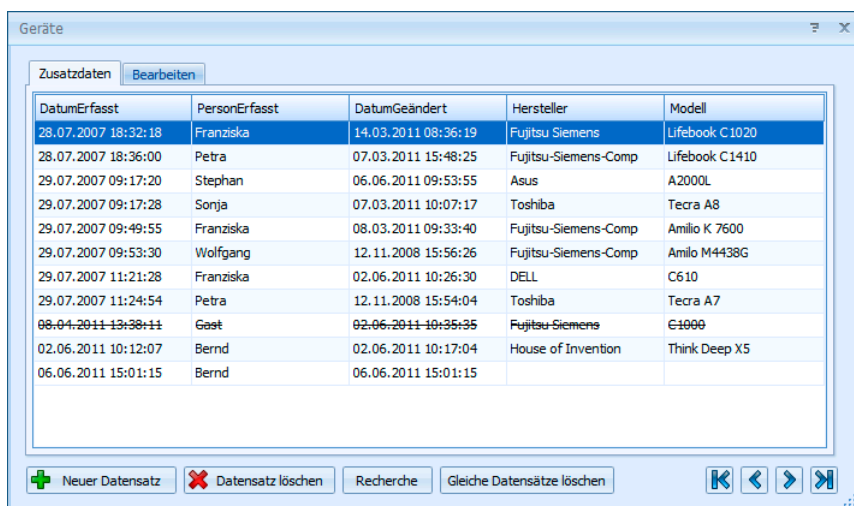 Geräte
Zusatzdaten Bearbeiten
DatumErfasst PersonErfasst DatumGeändert Hersteller Modell
28.07.2007 18:32:18 Franziska 14.03.2011 08:36:19 Fujitsu Siemens Lifebook C1020
28.07.2007 18:36:00 Petra 07.03.2011 15:48:25 Fujitsu-Siemens-Comp Lifebook C1410
29.07.2007 09:17:20 Stephan 06.06.2011 09:53:55 Asus A2000L
29.07.2007 09:17:28 Sonja 07.03.2011 10:07:17 Toshiba Tecra A8
29.07.2007 09:49:55 Franziska 08.03.2011 09:33:40 Fujitsu-Siemens-Comp Amilio K 7600
29.07.2007 09:53:30 Wolfgang 12.11.2008 15:56:26 Fujitsu-Siemens-Comp Amilo M4438G
29.07.2007 11:21:28 Franziska 02.06.2011 10:26:30 DELL C610
29.07.2007 11:24:54 Petra 12.11.2008 15:54:04 Toshiba Tecra A7
08.04.2011 13:38:11 Gast 02.06.2011 10:35:35 Fujitsu Siemens C1000
02.06.2011 10:12:07 Bernd 02.06.2011 10:17:04 House of Invention Think Deep X5
06.06.2011 15:01:15 Bernd 06.06.2011 15:01:15
Neuer Datensatz Datensatz löschen Recherche Gleiche Datensätze löschen